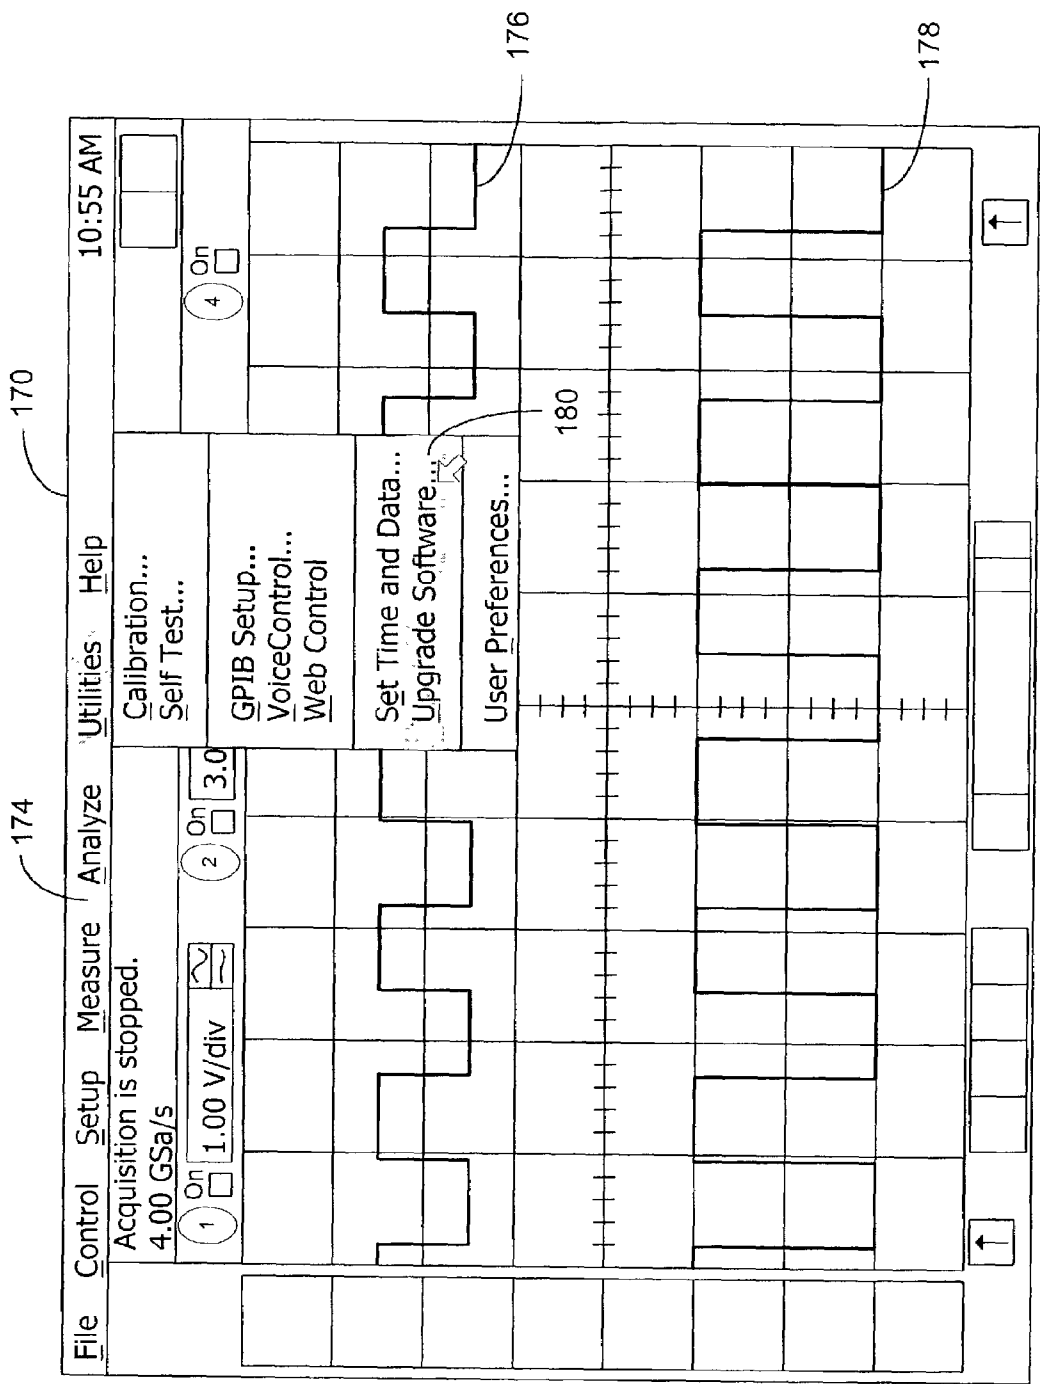 170
174
File Control Setup Measure Analyze Utilities Help 10:55 AM
Acquisition is stopped.
4.00 GSa/s
1 On 2 On 4 On
1.00 V/div 3.0
Calibration...
Self Test...
GPIB Setup...
VoiceControl...
Web Control
Set Time and Data...
Upgrade Software...
User Preferences...
180
176
178